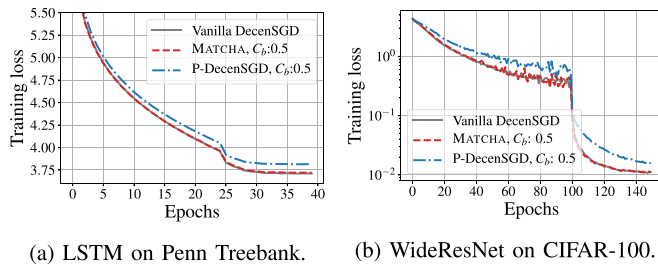 5.50
5.25
5.00
4.75
4.50
4.25
4.00
3.75
Training loss
Vanilla DecenSGD
MATCHA, C_b:0.5
P-DecenSGD, C_b:0.5
0 5 10 15 20 25 30 35 40
Epochs
(a) LSTM on Penn Treebank.
10^0
10^-1
10^-2
Training loss
Vanilla DecenSGD
MATCHA, C_b: 0.5
P-DecenSGD, C_b: 0.5
0 20 40 60 80 100 120 140
Epochs
(b) WideResNet on CIFAR-100.